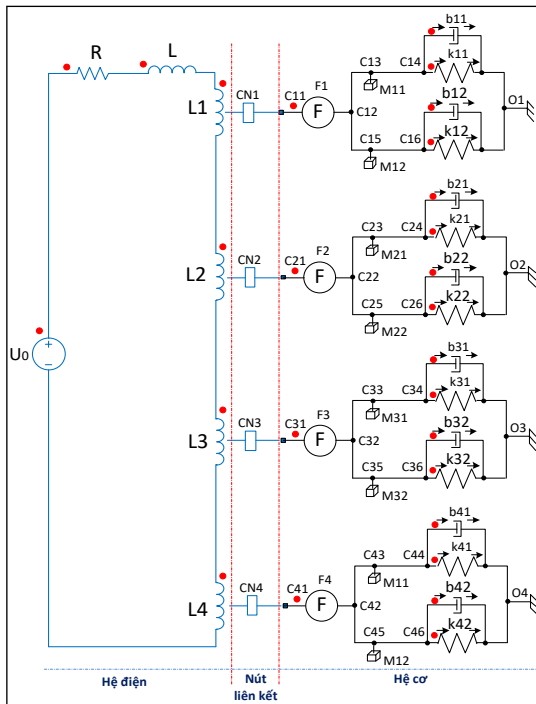 R
L
U₀
+
−
L1
CN1
C11
F1
F
C12
C13
M11
C14
b11
k11
C15
M12
C16
b12
k12
O1
L2
CN2
C21
F2
F
C22
C23
M21
C24
b21
k21
C25
M22
C26
b22
k22
O2
L3
CN3
C31
F3
F
C32
C33
M31
C34
b31
k31
C35
M32
C36
b32
k32
O3
L4
CN4
C41
F4
F
C42
C43
M11
C44
b41
k41
C45
M12
C46
b42
k42
O4
Hệ điện
Nút
liên kết
Hệ cơ